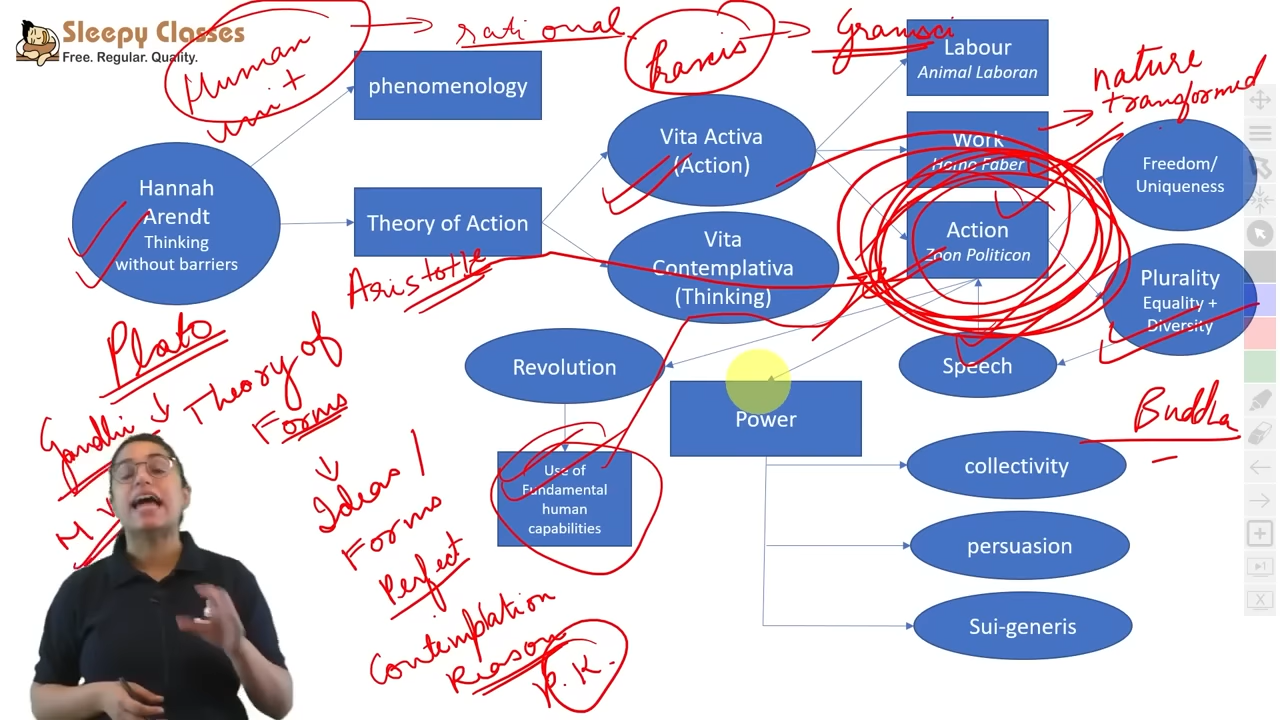 Sleepy Classes
Free. Regular. Quality.
Human
unit
rational
Praxis
Gramsci
phenomenology
Labour
Animal Laboran
nature
transformed
Vita Activa
(Action)
Work
Homo Faber
Freedom/
Uniqueness
Hannah
Arendt
Thinking
without barriers
Theory of Action
Aristotle
Vita
Contemplativa
(Thinking)
Action
Zoon Politicon
Plurality
Equality +
Diversity
Plato
Theory of
Forms
Gandhi
M
Ideas /
Forms
Perfect
Contemplation
Reason
P.K.
Revolution
Use of
Fundamental
human
capabilities
Power
Speech
Buddha
collectivity
persuasion
Sui-generis